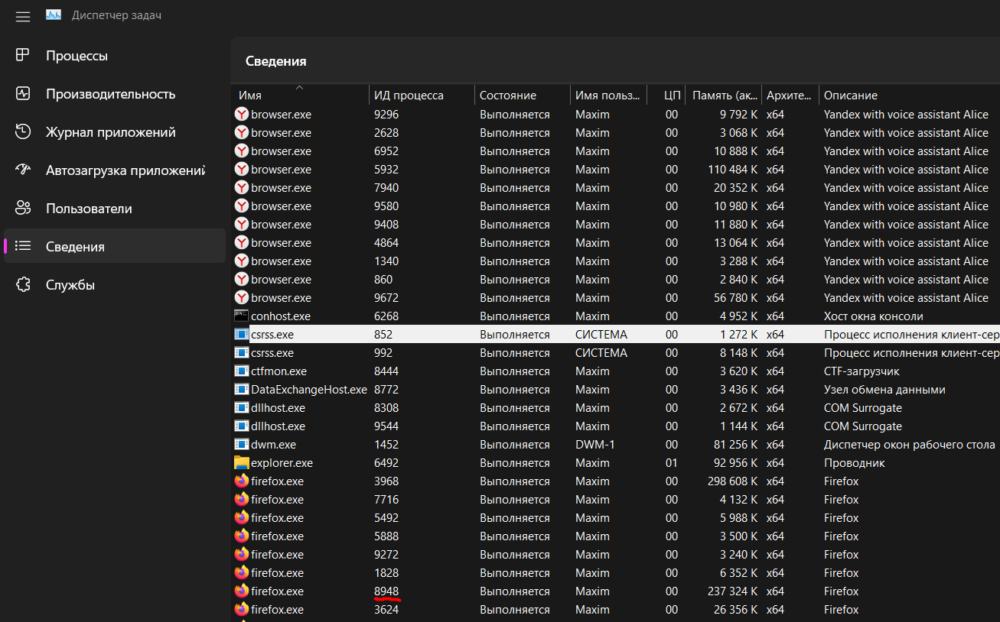 Диспетчер задач
Процессы
Производительность
Журнал приложений
Автозагрузка приложений
Пользователи
Сведения
Службы
Сведения
Имя ИД процесса Состояние Имя польз... ЦП Память (ак... Архите... Описание
browser.exe 9296 Выполняется Maxim 00 9 792 K x64 Yandex with voice assistant Alice
browser.exe 2628 Выполняется Maxim 00 3 068 K x64 Yandex with voice assistant Alice
browser.exe 6952 Выполняется Maxim 00 10 888 K x64 Yandex with voice assistant Alice
browser.exe 5932 Выполняется Maxim 00 110 484 K x64 Yandex with voice assistant Alice
browser.exe 7940 Выполняется Maxim 00 20 352 K x64 Yandex with voice assistant Alice
browser.exe 9580 Выполняется Maxim 00 10 980 K x64 Yandex with voice assistant Alice
browser.exe 9408 Выполняется Maxim 00 11 880 K x64 Yandex with voice assistant Alice
browser.exe 4864 Выполняется Maxim 00 13 064 K x64 Yandex with voice assistant Alice
browser.exe 1340 Выполняется Maxim 00 3 288 K x64 Yandex with voice assistant Alice
browser.exe 860 Выполняется Maxim 00 2 840 K x64 Yandex with voice assistant Alice
browser.exe 9672 Выполняется Maxim 00 56 780 K x64 Yandex with voice assistant Alice
conhost.exe 6268 Выполняется Maxim 00 4 952 K x64 Хост окна консоли
csrss.exe 852 Выполняется СИСТЕМА 00 1 272 K x64 Процесс исполнения клиент-сер
csrss.exe 992 Выполняется СИСТЕМА 00 8 148 K x64 Процесс исполнения клиент-сер
ctfmon.exe 8444 Выполняется Maxim 00 3 620 K x64 CTF-загрузчик
DataExchangeHost.exe 8772 Выполняется Maxim 00 3 436 K x64 Узел обмена данными
dllhost.exe 8308 Выполняется Maxim 00 2 672 K x64 COM Surrogate
dllhost.exe 9544 Выполняется Maxim 00 1 144 K x64 COM Surrogate
dwm.exe 1452 Выполняется DWM-1 00 81 256 K x64 Диспетчер окон рабочего стола
explorer.exe 6492 Выполняется Maxim 01 92 956 K x64 Проводник
firefox.exe 3968 Выполняется Maxim 00 298 608 K x64 Firefox
firefox.exe 7716 Выполняется Maxim 00 4 132 K x64 Firefox
firefox.exe 5492 Выполняется Maxim 00 5 988 K x64 Firefox
firefox.exe 5888 Выполняется Maxim 00 3 500 K x64 Firefox
firefox.exe 9272 Выполняется Maxim 00 3 240 K x64 Firefox
firefox.exe 1828 Выполняется Maxim 00 6 352 K x64 Firefox
firefox.exe 8948 Выполняется Maxim 00 237 324 K x64 Firefox
firefox.exe 3624 Выполняется Maxim 00 26 356 K x64 Firefox